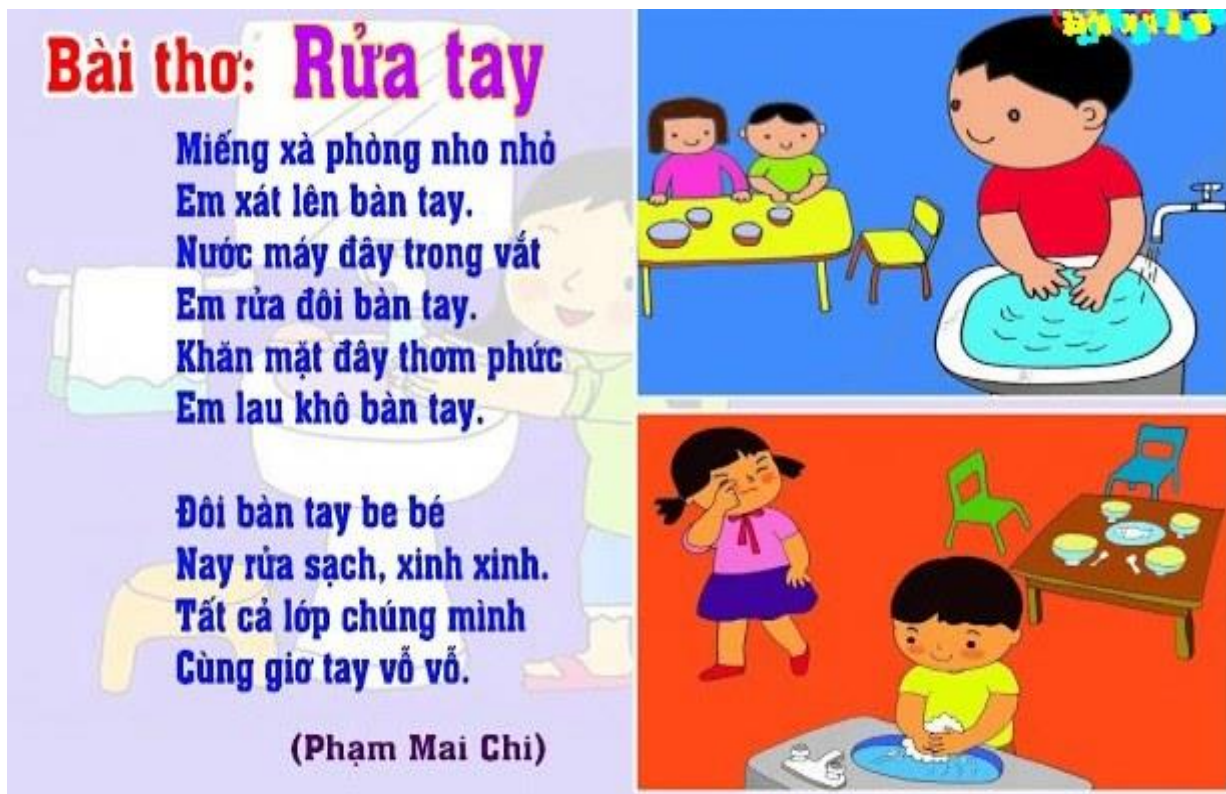 Bài thơ: Rửa tay
Miếng xà phòng nho nhỏ
Em xát lên bàn tay.
Nước máy đây trong vắt
Em rửa đôi bàn tay.
Khăn mặt đây thơm phức
Em lau khô bàn tay.
Đôi bàn tay be bé
Nay rửa sạch, xinh xinh.
Tất cả lớp chúng mình
Cùng giơ tay vỗ vỗ.
(Phạm Mai Chi)